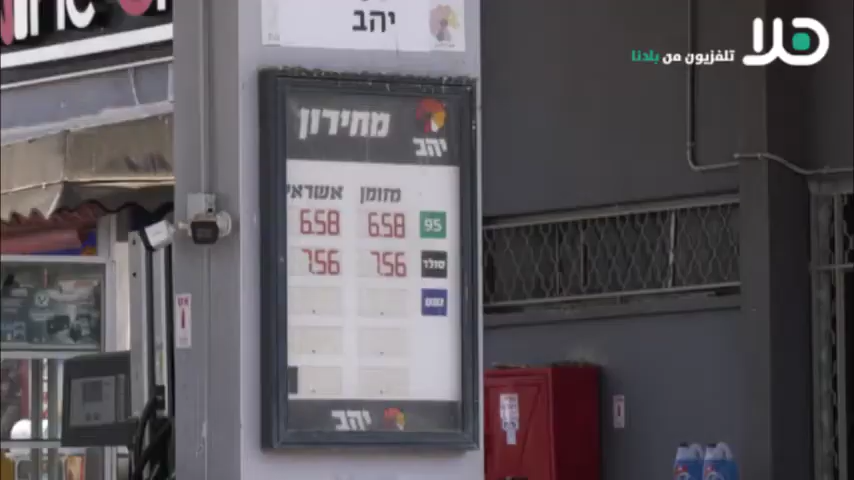 יהב
هلا
تلفزيون من بلدنا
מחירון
יהב
מזומן אשראי
95 6.58 6.58
סולר 7.56 7.56
יהב